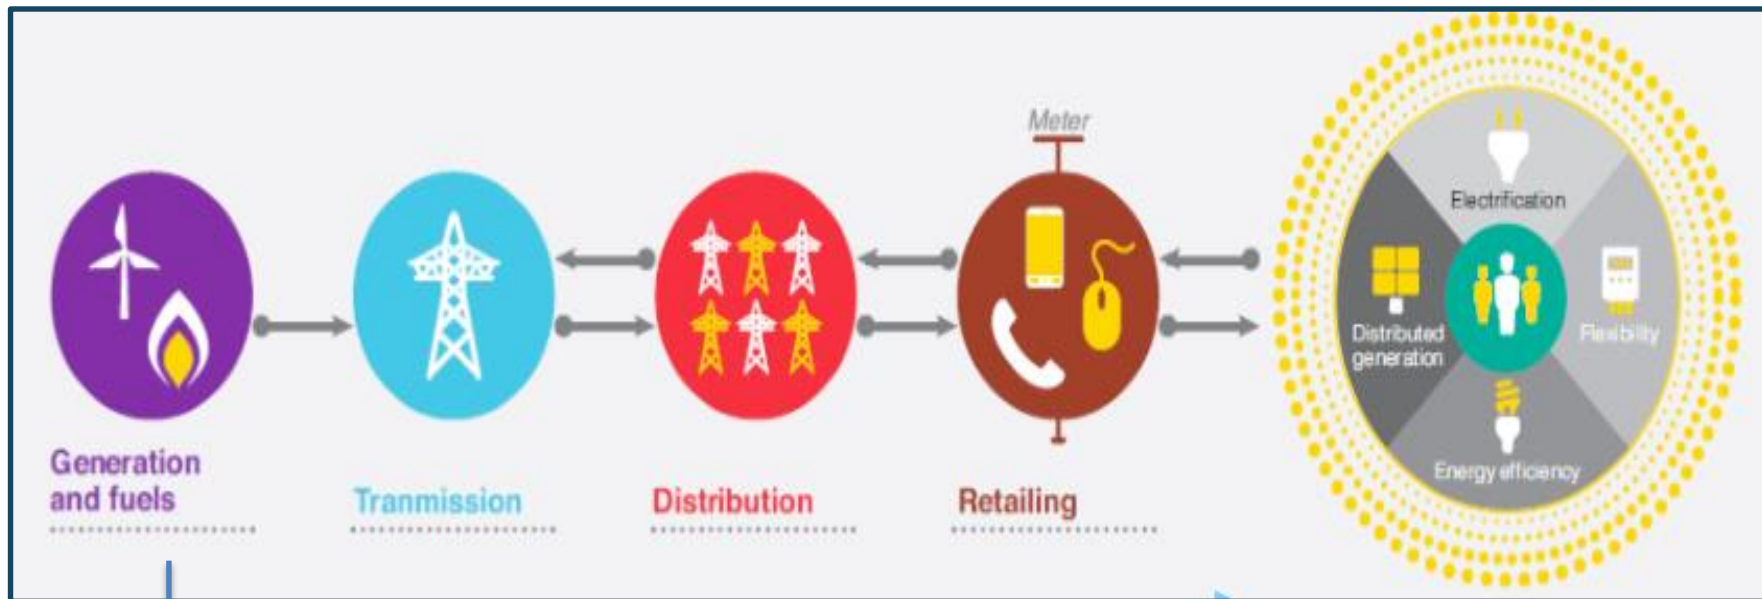 Meter
Electrification
Distributed
generation
Flexibility
Energy efficiency
Generation
and fuels
Tranmission
Distribution
Retailing